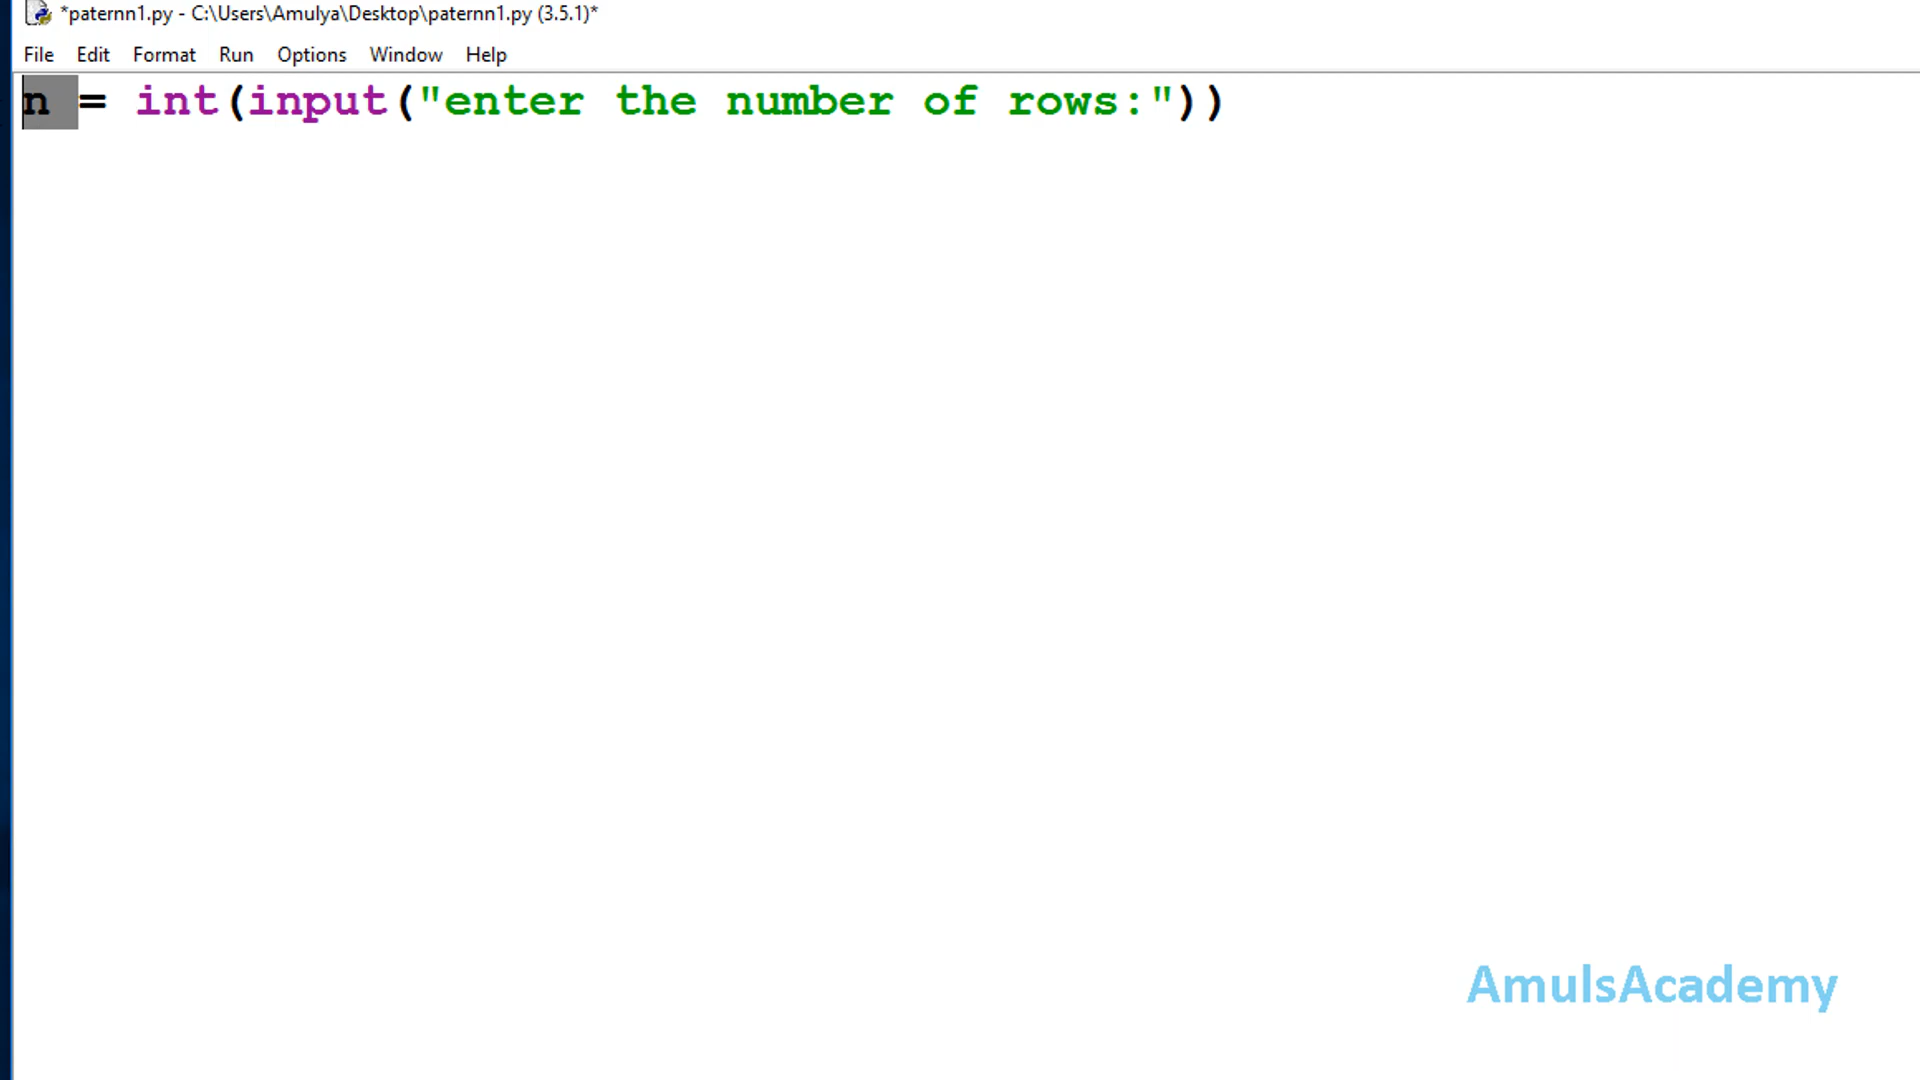 *paternn1.py - C:\Users\Amulya\Desktop\paternn1.py (3.5.1)*
File Edit Format Run Options Window Help
n = int(input("enter the number of rows:"))
AmulsAcademy